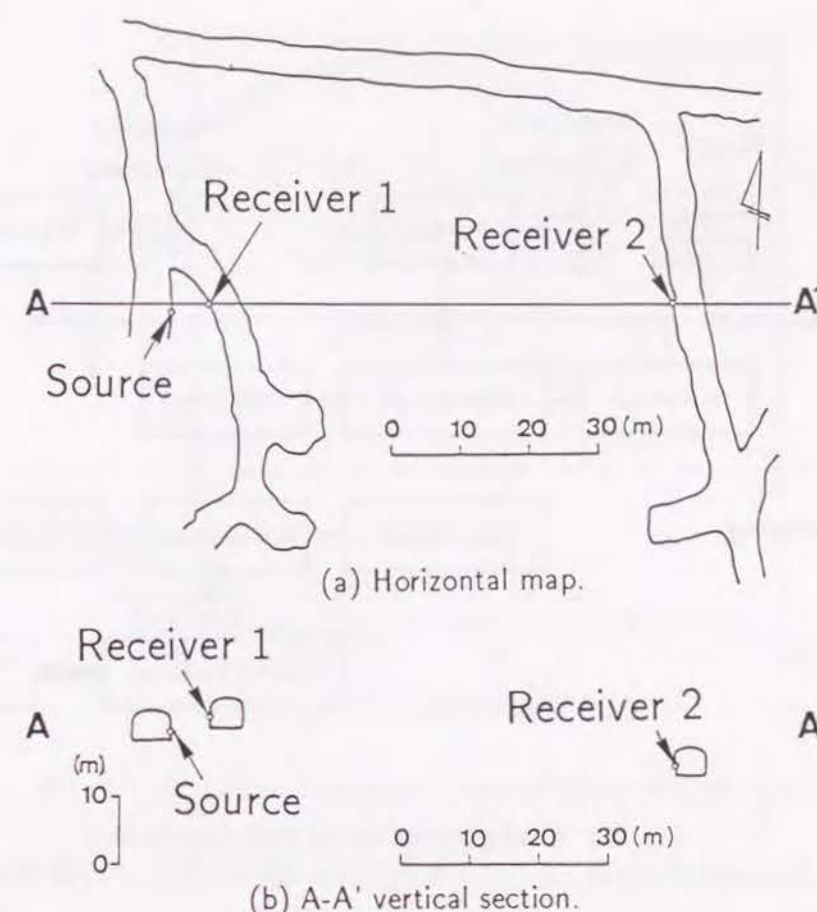 Receiver 1
Receiver 2
A
A'
Source
0 10 20 30 (m)
(a) Horizontal map.
Receiver 1
Receiver 2
A
A
(m)
10
0
Source
0 10 20 30 (m)
(b) A-A' vertical section.